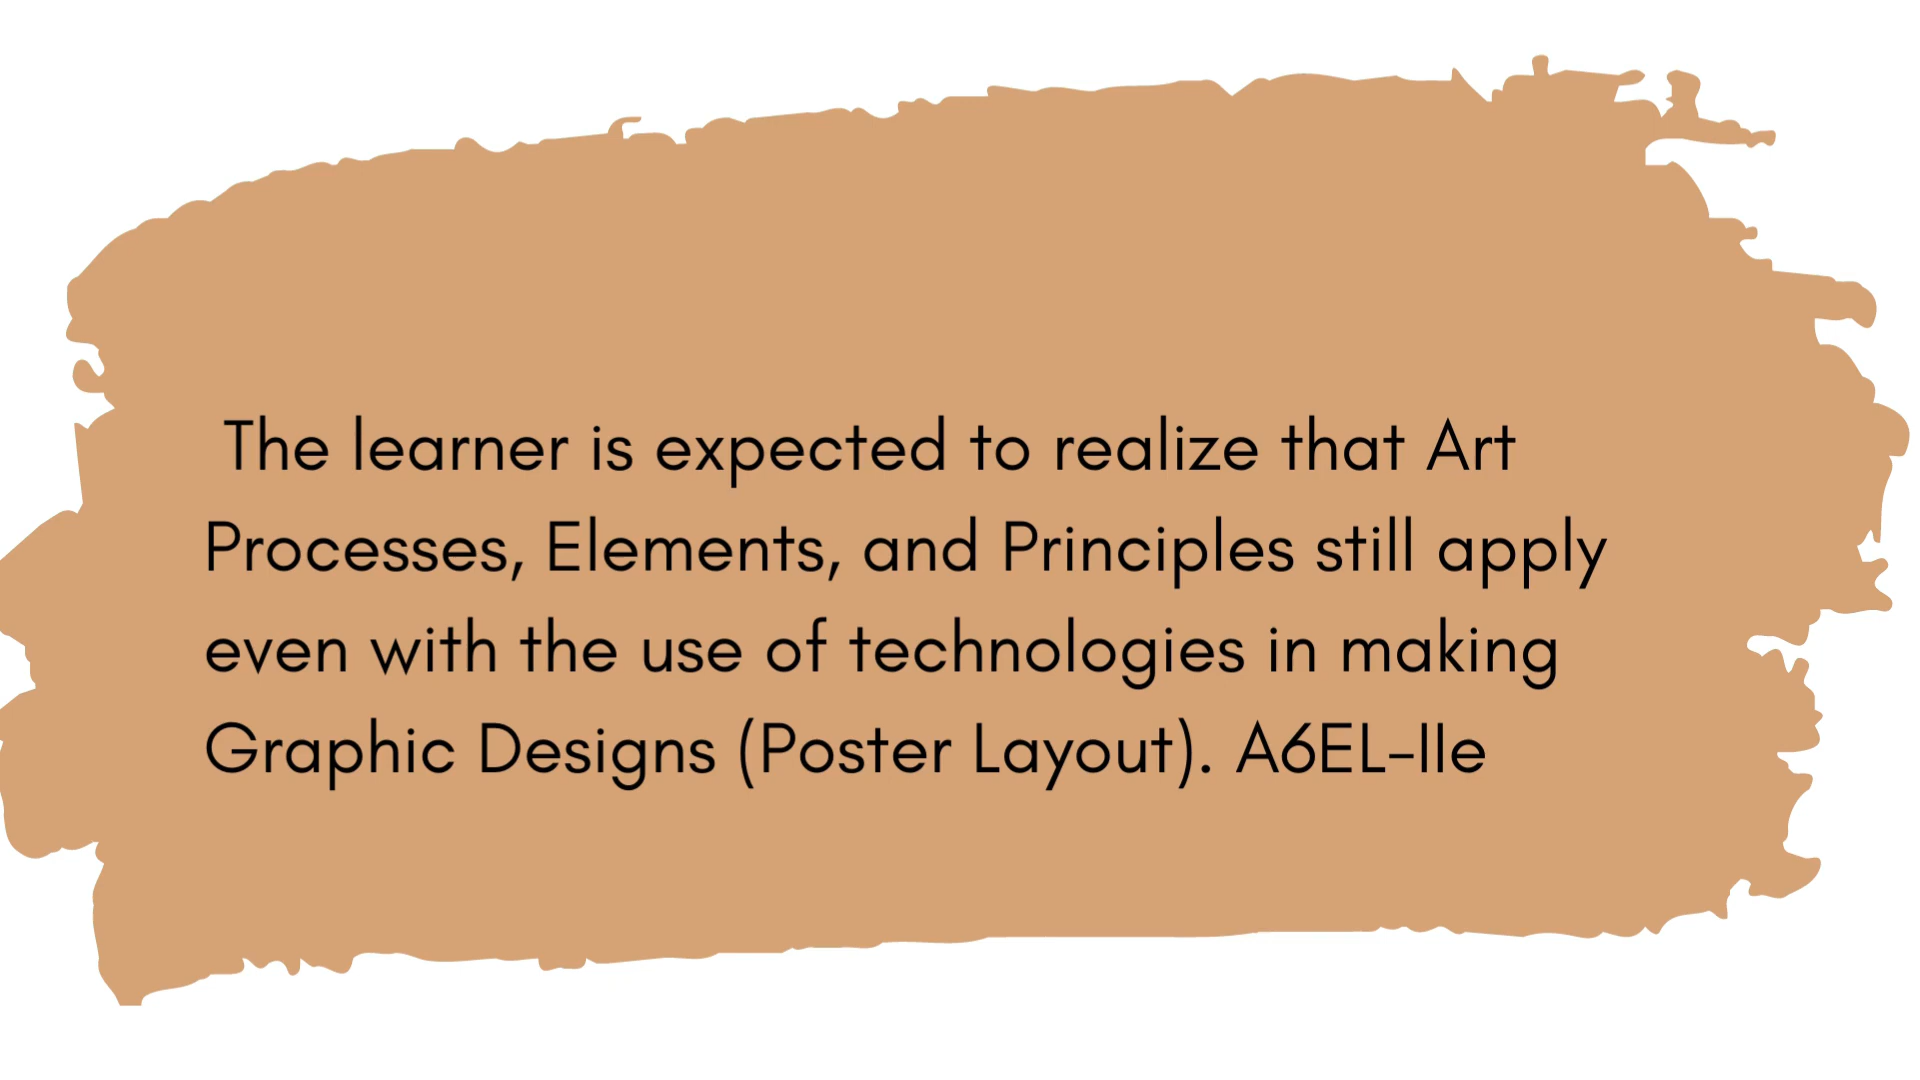 The learner is expected to realize that Art
Processes, Elements, and Principles still apply
even with the use of technologies in making
Graphic Designs (Poster Layout). A6EL-IIe